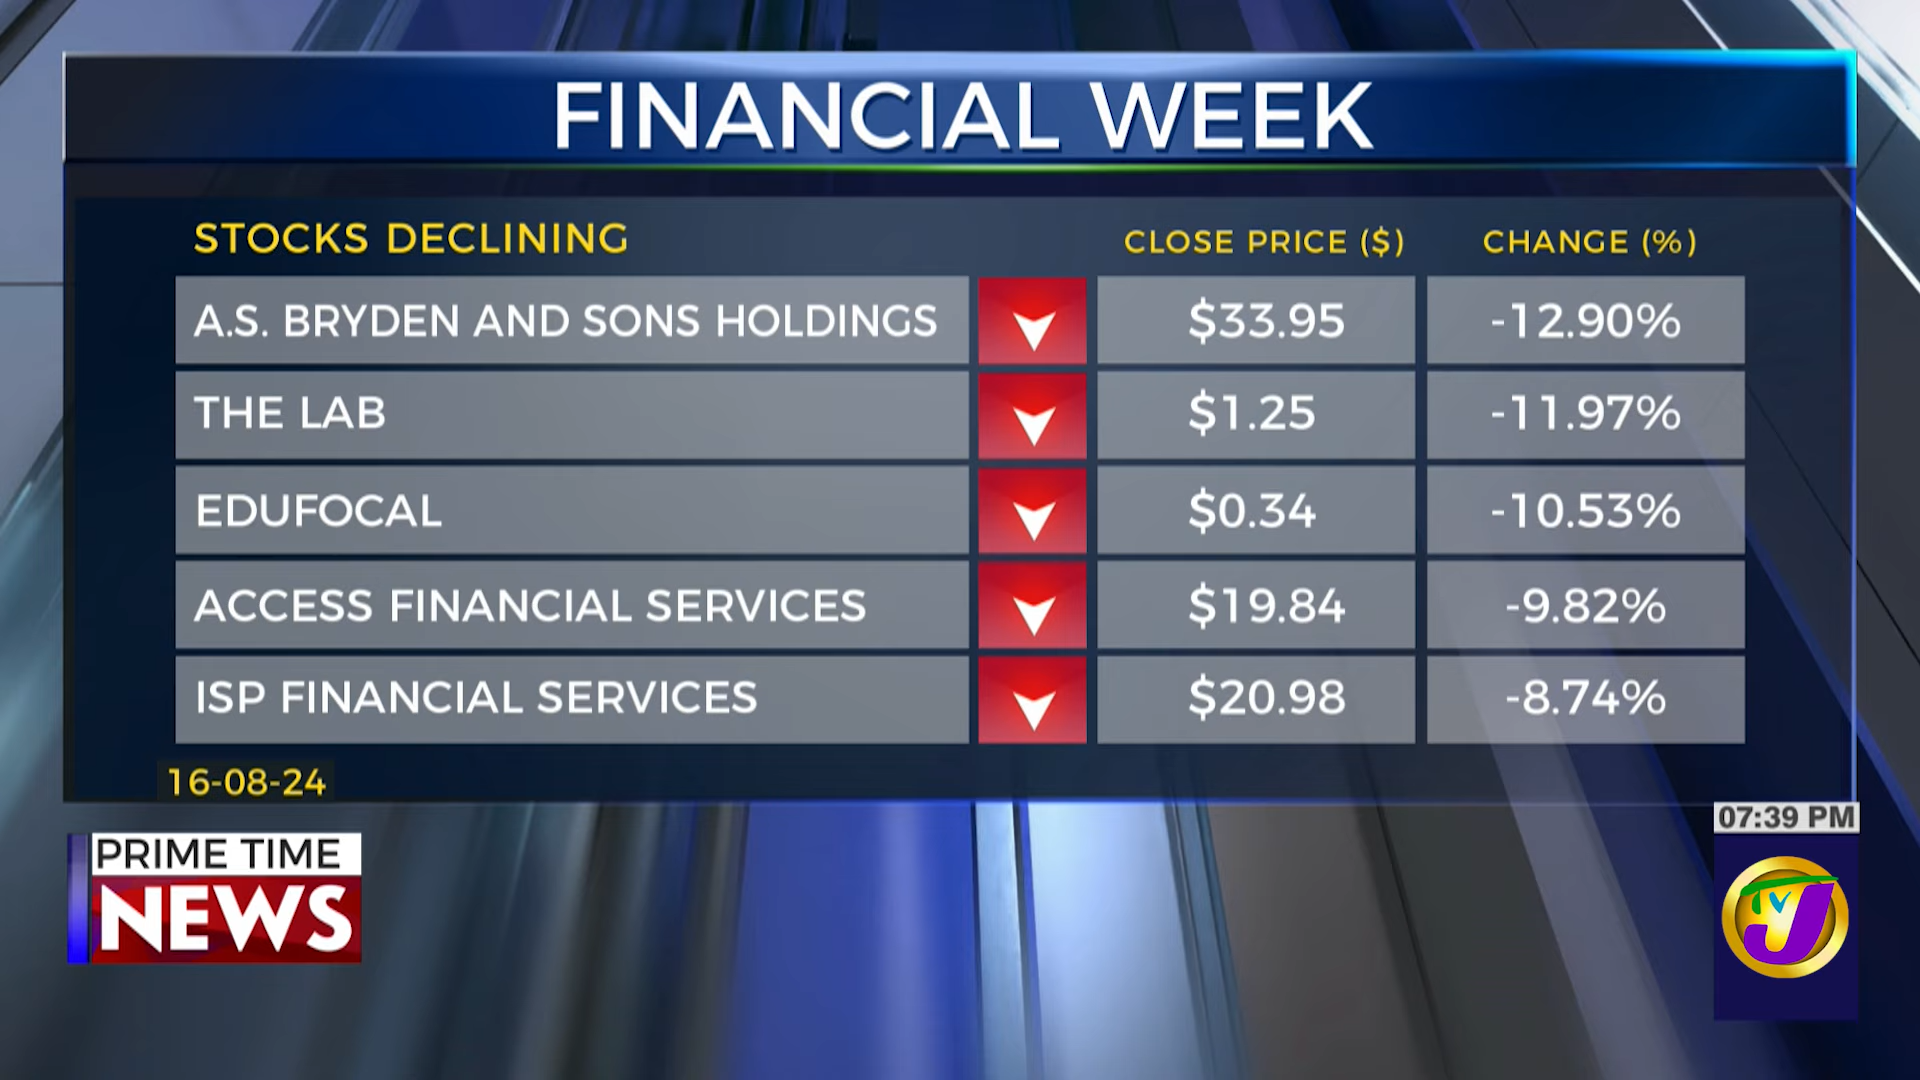 FINANCIAL WEEK
STOCKS DECLINING CLOSE PRICE ($) CHANGE (%)
A.S. BRYDEN AND SONS HOLDINGS $33.95 -12.90%
THE LAB $1.25 -11.97%
EDUFOCAL $0.34 -10.53%
ACCESS FINANCIAL SERVICES $19.84 -9.82%
ISP FINANCIAL SERVICES $20.98 -8.74%
16-08-24
07:39 PM
PRIME TIME
NEWS
TVJ